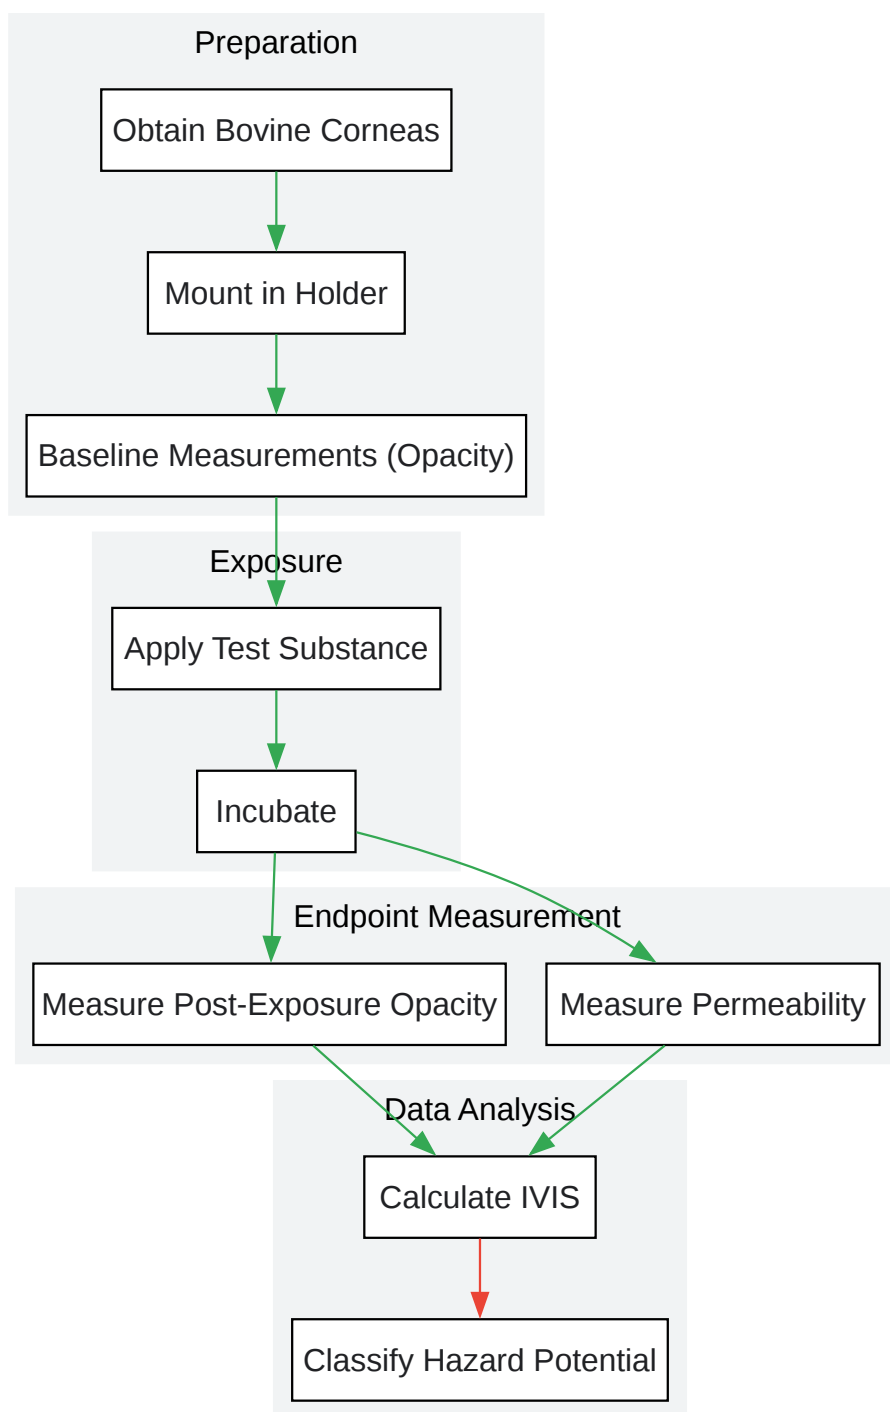 Preparation
Obtain Bovine Corneas
Mount in Holder
Baseline Measurements (Opacity)
Exposure
Apply Test Substance
Incubate
Endpoint Measurement
Measure Post-Exposure Opacity
Measure Permeability
Data Analysis
Calculate IVIS
Classify Hazard Potential